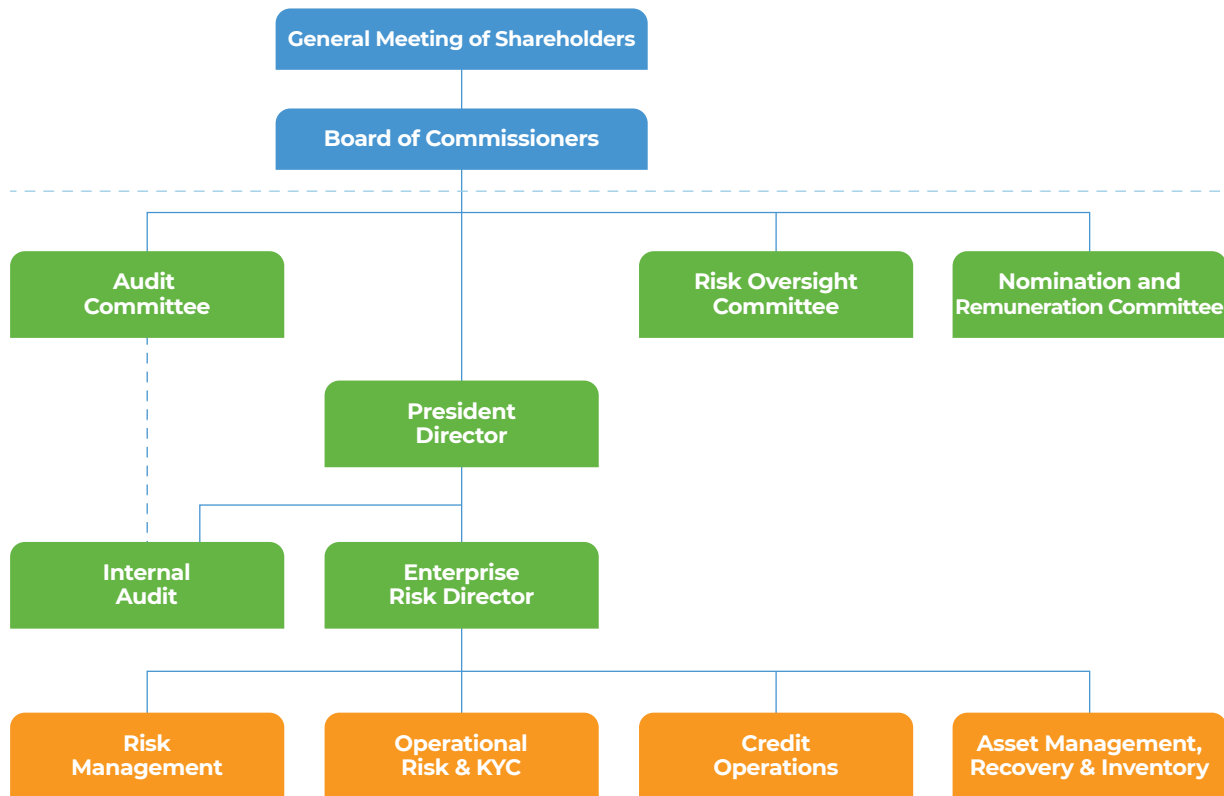 General Meeting of Shareholders
Board of Commissioners
Audit
Committee
Risk Oversight
Committee
Nomination and
Remuneration Committee
President
Director
Internal
Audit
Enterprise
Risk Director
Risk
Management
Operational
Risk & KYC
Credit
Operations
Asset Management,
Recovery & Inventory